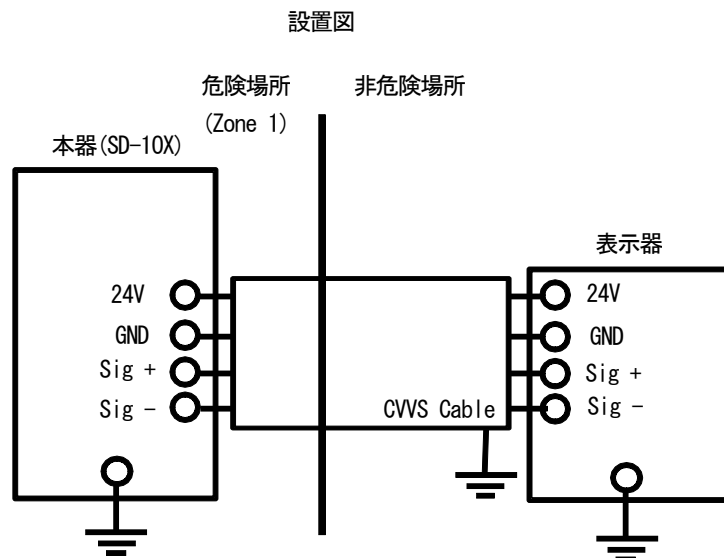 設置図
危険場所
(Zone 1)
非危険場所
本器(SD-10X)
表示器
24V
GND
Sig +
Sig -
CVVS Cable
24V
GND
Sig +
Sig -